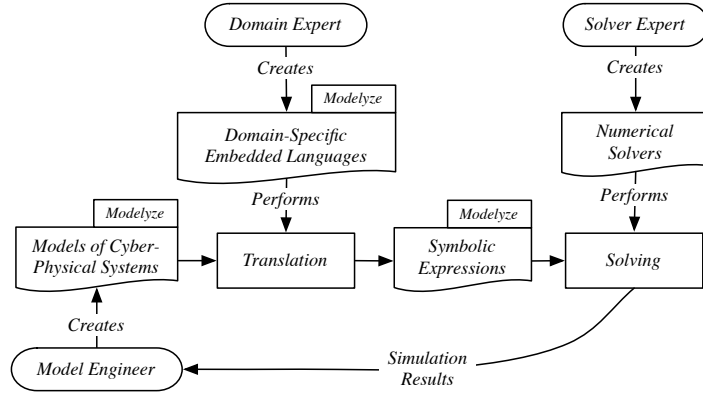 Domain Expert
Solver Expert
Creates
Creates
Modelyze
Domain-Specific
Embedded Languages
Numerical
Solvers
Performs
Performs
Modelyze
Modelyze
Models of Cyber-
Physical Systems
Translation
Symbolic
Expressions
Solving
Creates
Model Engineer
Simulation
Results